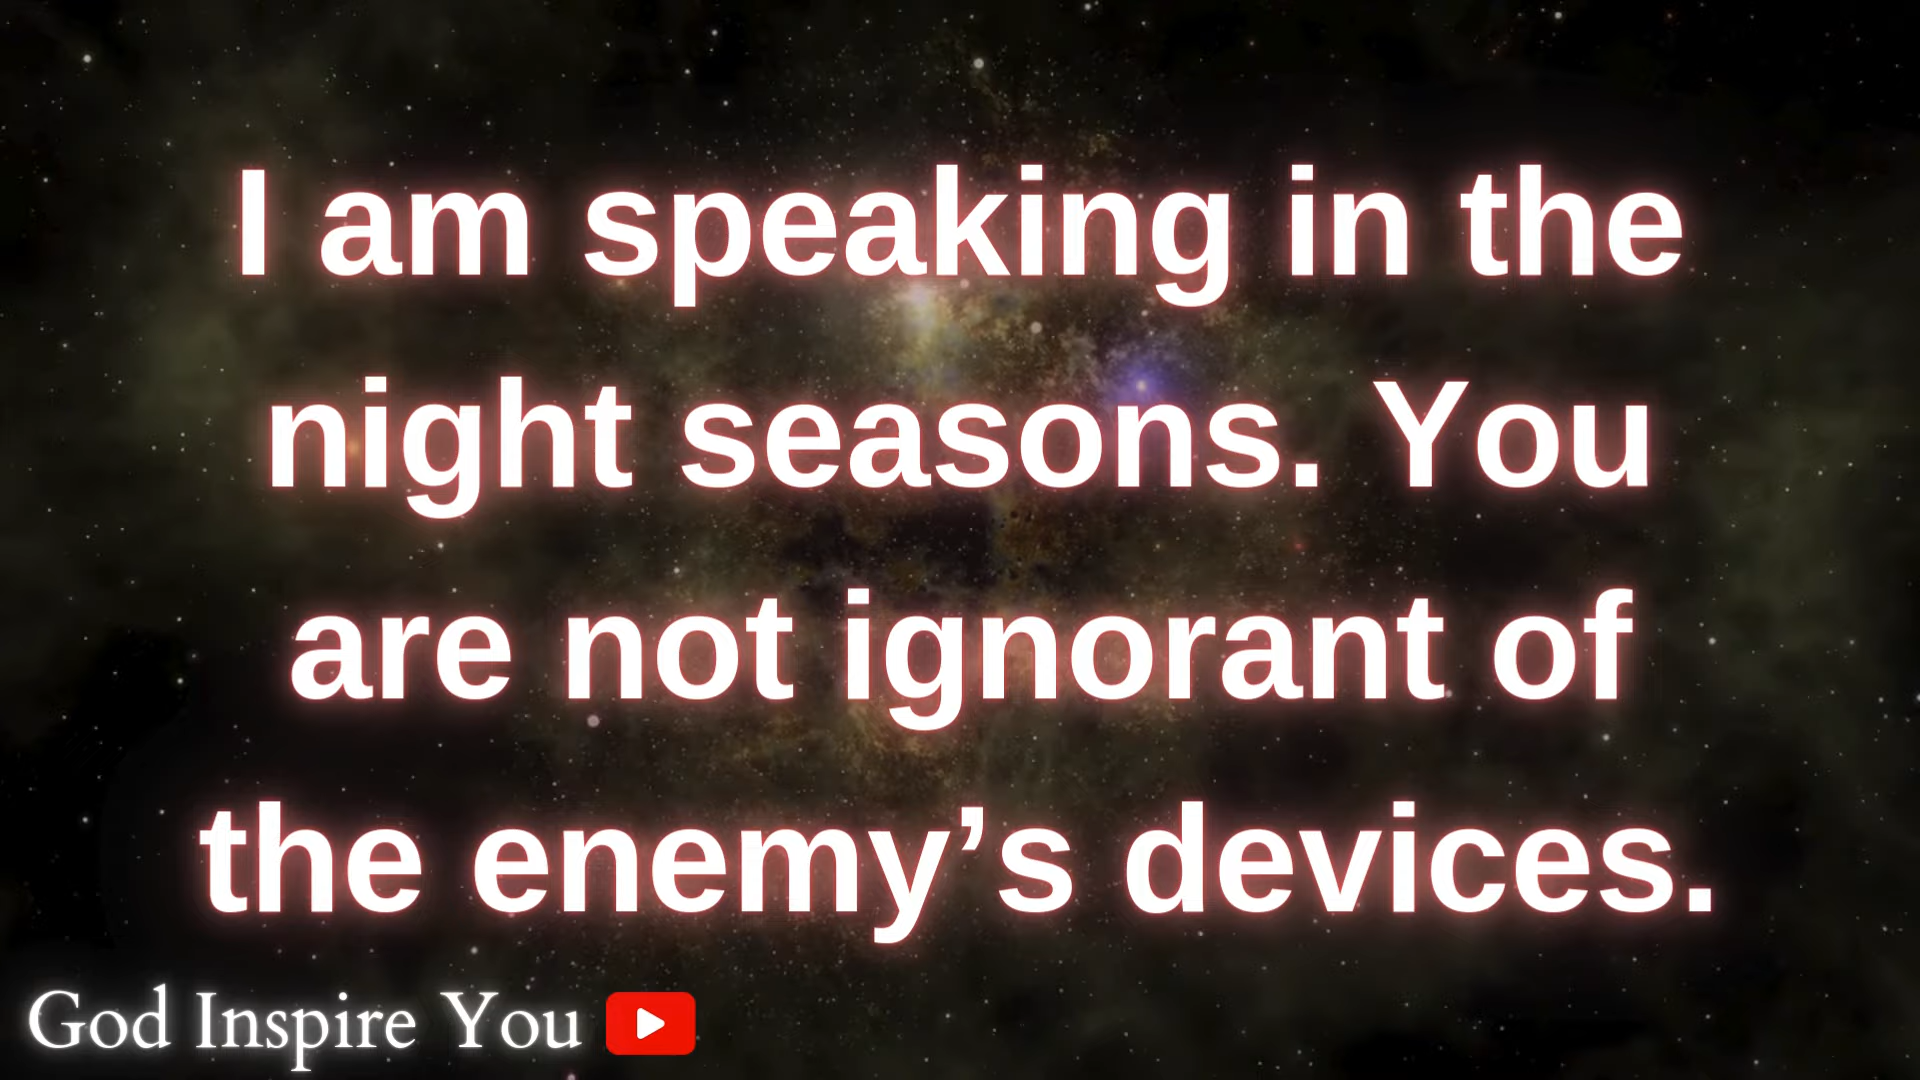 I am speaking in the
night seasons. You
are not ignorant of
the enemy’s devices.
God Inspire You